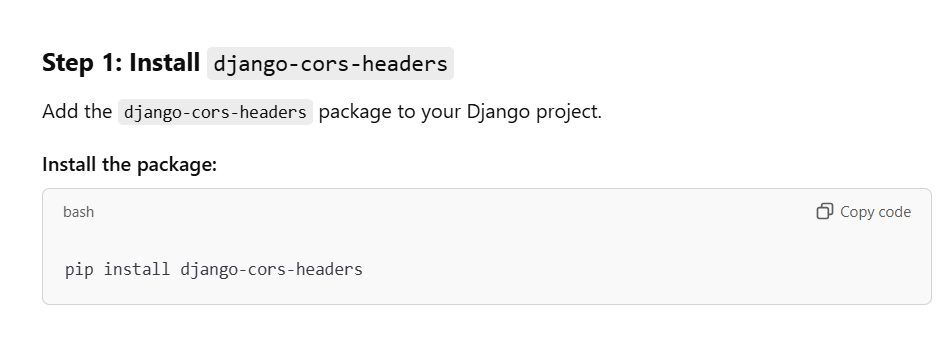 Step 1: Install django-cors-headers
Add the django-cors-headers package to your Django project.
Install the package:
bash
Copy code
pip install django-cors-headers